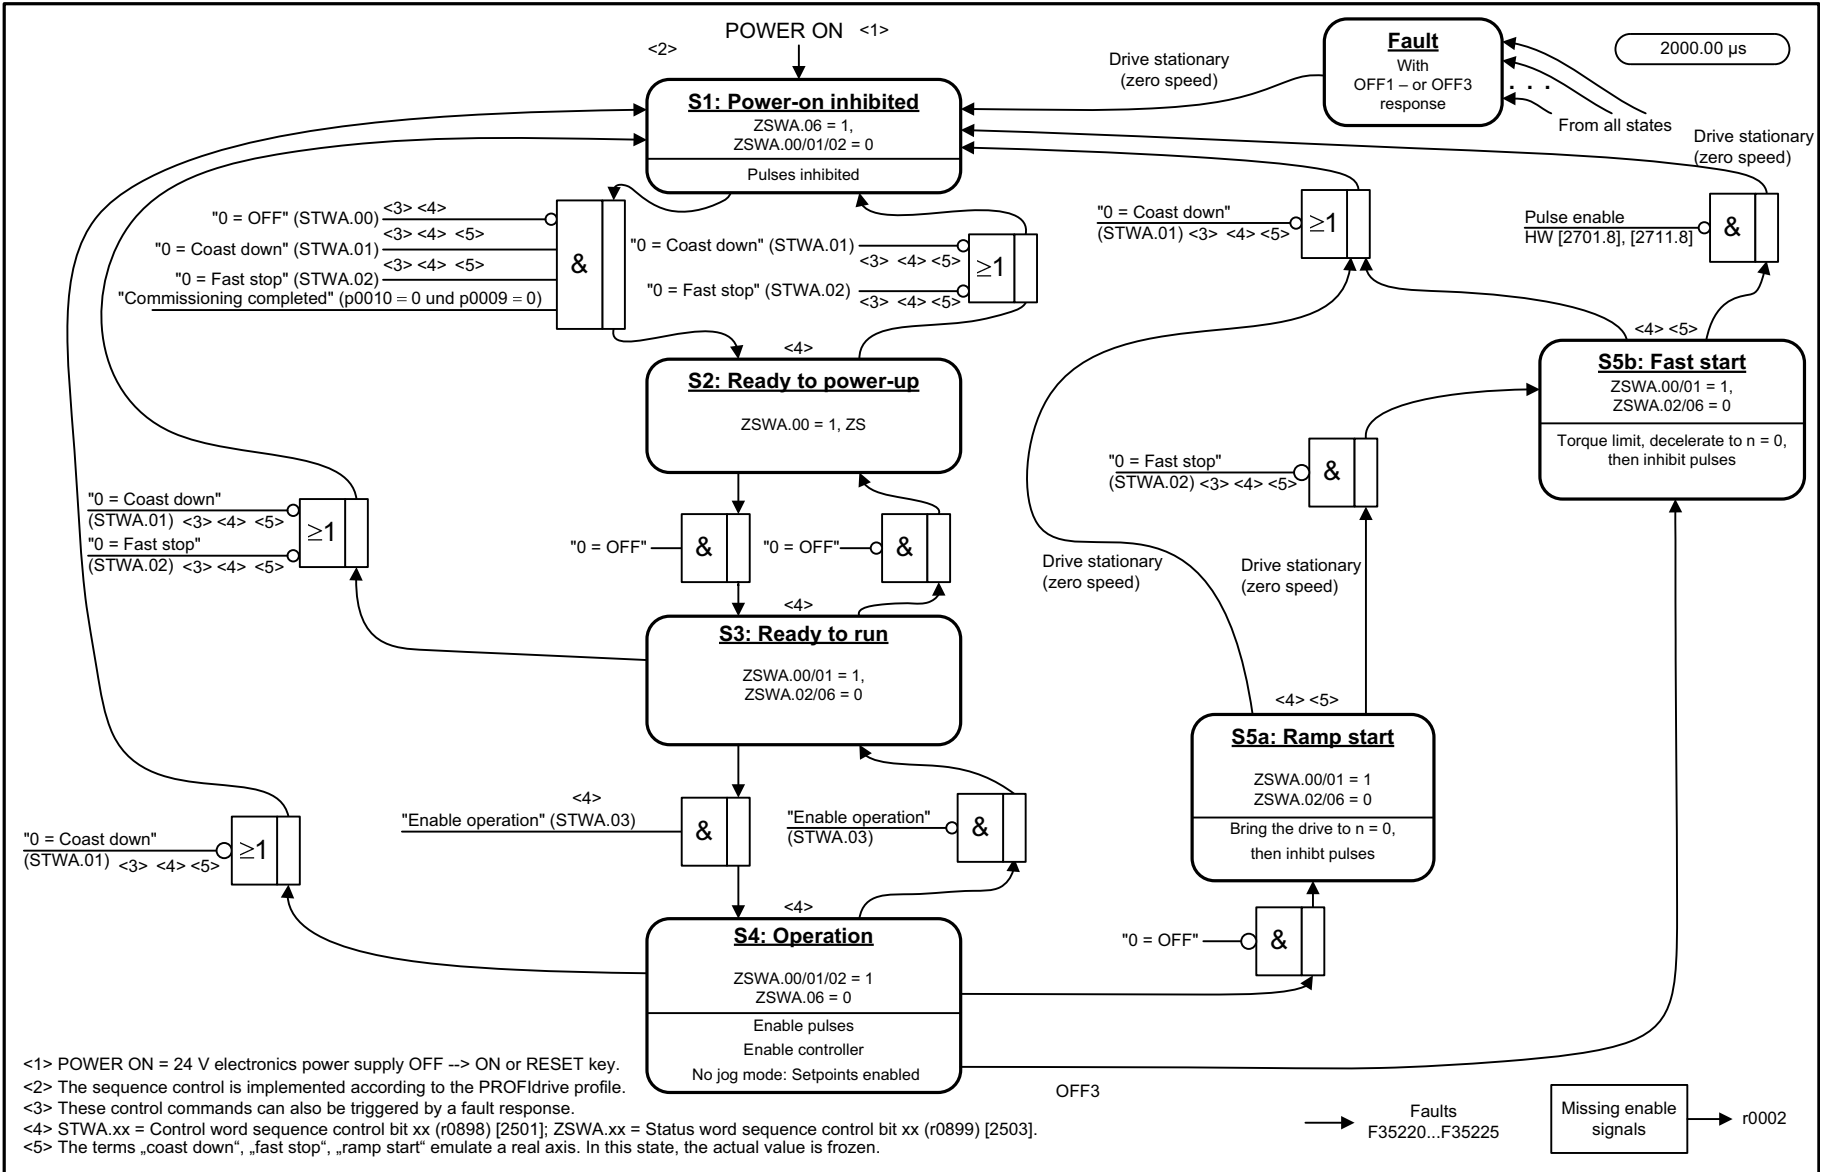 POWER ON <1>
<2>
S1: Power-on inhibited
ZSWA.06 = 1,
ZSWA.00/01/02 = 0
Pulses inhibited
Drive stationary
(zero speed)
Fault
With
OFF1 – or OFF3
response
2000.00 µs
. . .
From all states
Drive stationary
(zero speed)
"0 = OFF" (STWA.00) <3> <4>
"0 = Coast down" (STWA.01) <3> <4> <5>
"0 = Fast stop" (STWA.02) <3> <4> <5>
"Commissioning completed" (p0010 = 0 und p0009 = 0)
&
"0 = Coast down" (STWA.01)
<3> <4> <5>
"0 = Fast stop" (STWA.02)
<3> <4> <5>
≥1
"0 = Coast down"
(STWA.01) <3> <4> <5>
≥1
Pulse enable
HW [2701.8], [2711.8]
&
<4>
S2: Ready to power-up
ZSWA.00 = 1, ZS
<4> <5>
S5b: Fast start
ZSWA.00/01 = 1,
ZSWA.02/06 = 0
Torque limit, decelerate to n = 0,
then inhibit pulses
"0 = Fast stop"
(STWA.02) <3> <4> <5>
&
"0 = Coast down"
(STWA.01) <3> <4> <5>
"0 = Fast stop"
(STWA.02) <3> <4> <5>
≥1
"0 = OFF"
&
"0 = OFF"
&
Drive stationary
(zero speed)
Drive stationary
(zero speed)
<4>
S3: Ready to run
ZSWA.00/01 = 1,
ZSWA.02/06 = 0
<4> <5>
S5a: Ramp start
ZSWA.00/01 = 1
ZSWA.02/06 = 0
Bring the drive to n = 0,
then inhibt pulses
<4>
"Enable operation" (STWA.03)
&
"Enable operation"
(STWA.03)
&
"0 = Coast down"
(STWA.01) <3> <4> <5>
≥1
<4>
S4: Operation
ZSWA.00/01/02 = 1
ZSWA.06 = 0
Enable pulses
Enable controller
No jog mode: Setpoints enabled
"0 = OFF"
&
OFF3
<1> POWER ON = 24 V electronics power supply OFF --> ON or RESET key.
<2> The sequence control is implemented according to the PROFIdrive profile.
<3> These control commands can also be triggered by a fault response.
<4> STWA.xx = Control word sequence control bit xx (r0898) [2501]; ZSWA.xx = Status word sequence control bit xx (r0899) [2503].
<5> The terms „coast down“, „fast stop“, „ramp start“ emulate a real axis. In this state, the actual value is frozen.
Faults
F35220...F35225
Missing enable
signals
r0002